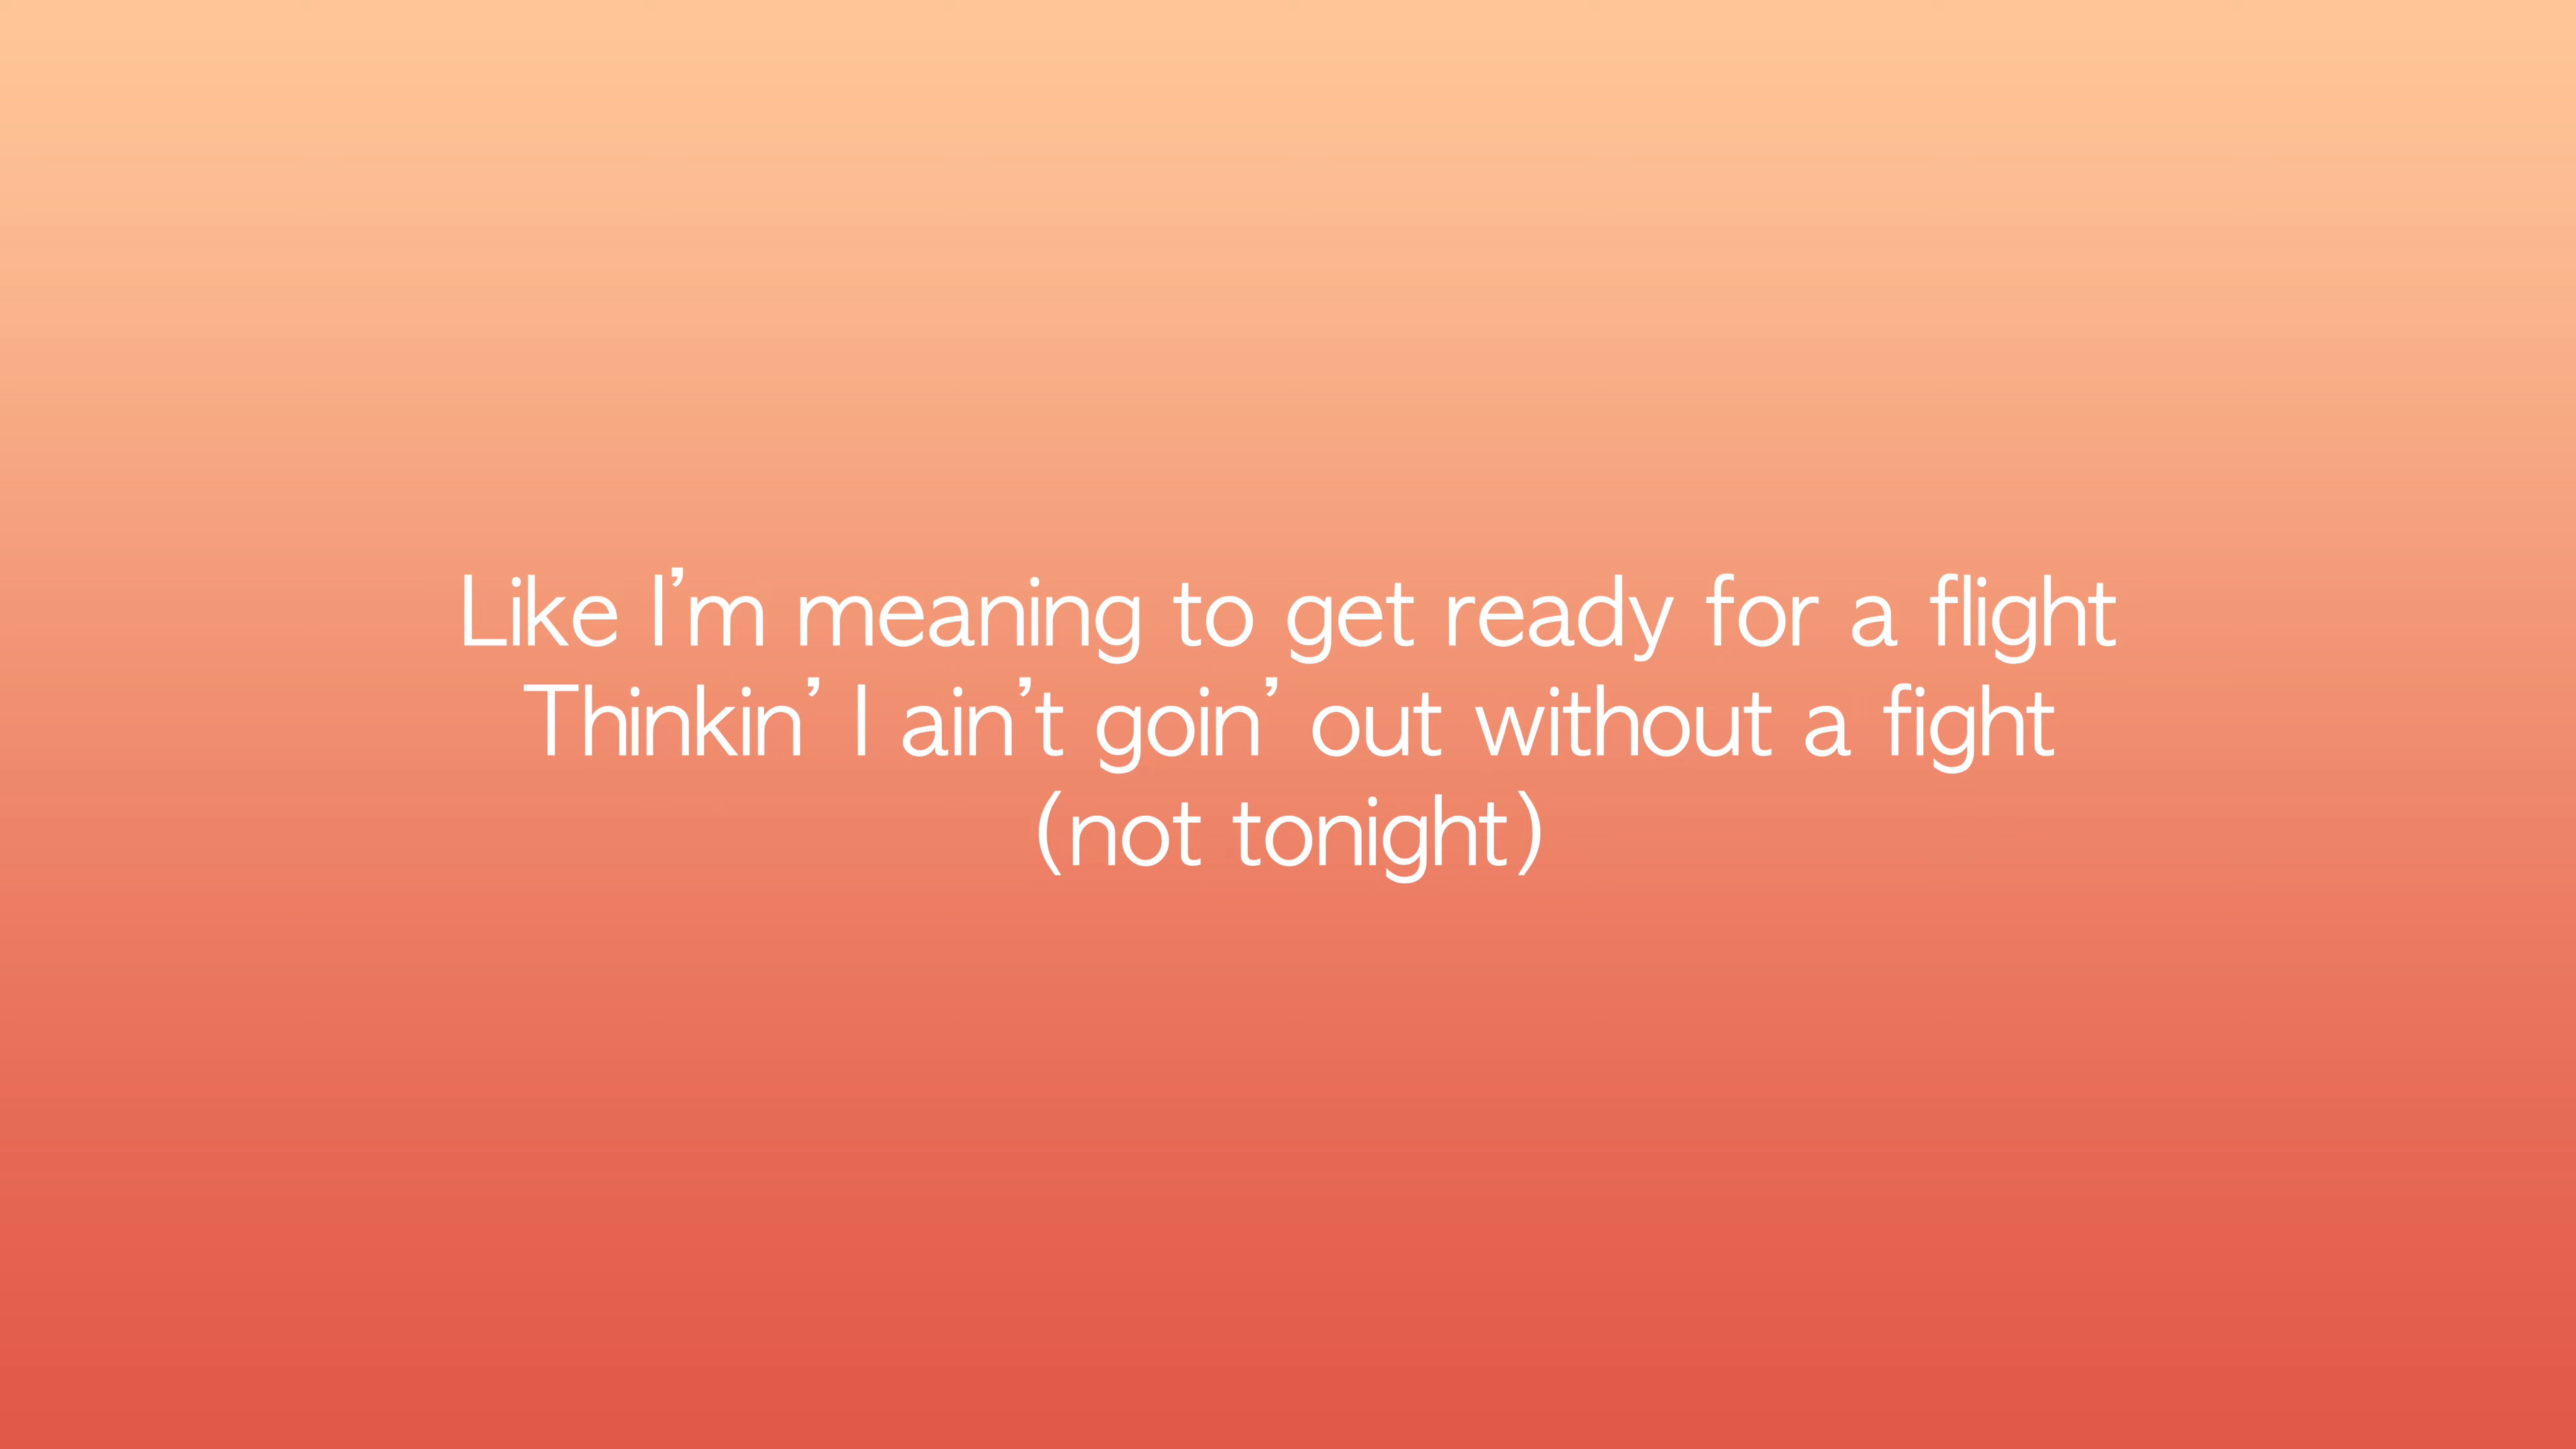 Like I’m meaning to get ready for a flight
Thinkin’ I ain’t goin’ out without a fight
(not tonight)